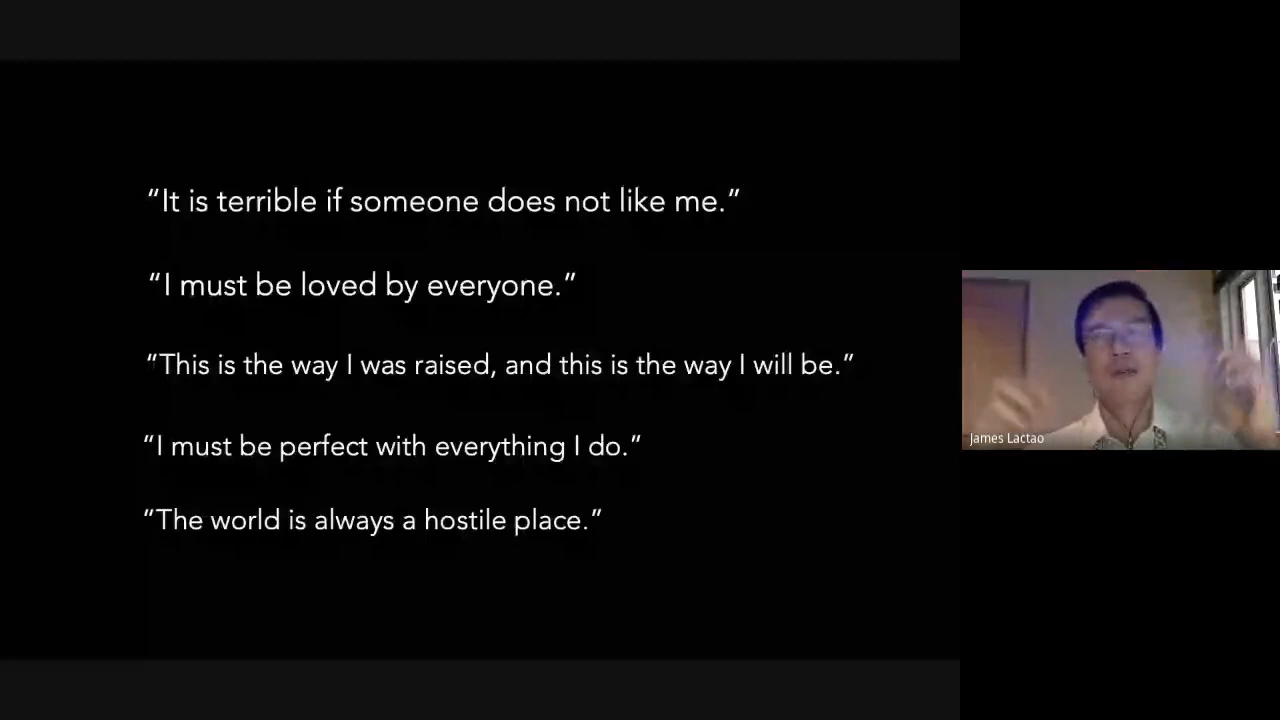 “It is terrible if someone does not like me.”
“I must be loved by everyone.”
“This is the way I was raised, and this is the way I will be.”
“I must be perfect with everything I do.”
“The world is always a hostile place.”
James Lactao